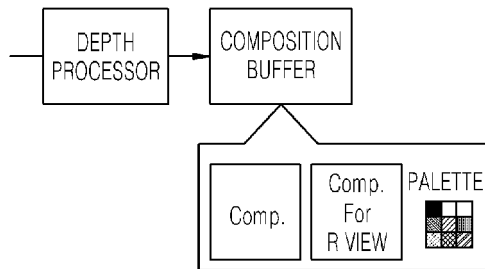 DEPTH
PROCESSOR
COMPOSITION
BUFFER
Comp.
Comp.
For
R VIEW
PALETTE